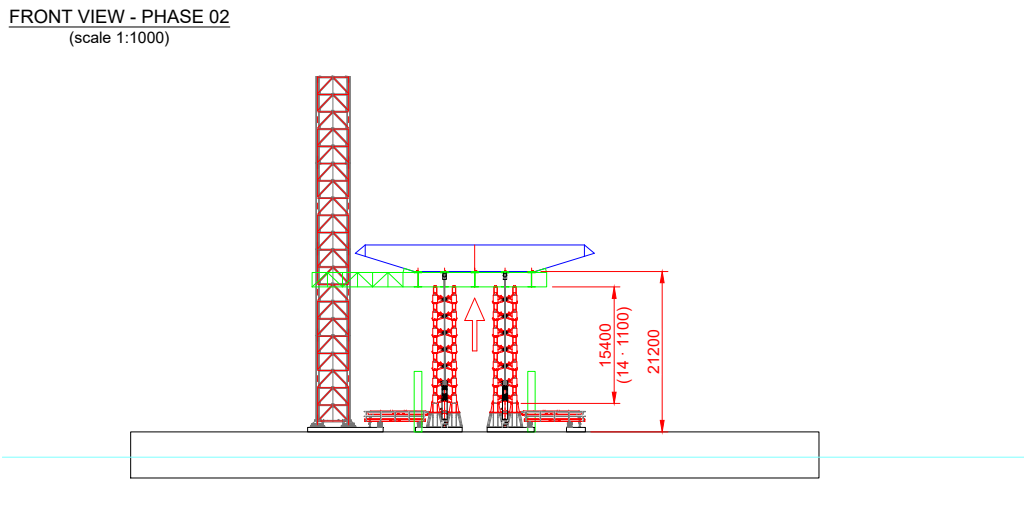 FRONT VIEW - PHASE 02
(scale 1:1000)
15400
(14 · 1100)
21200